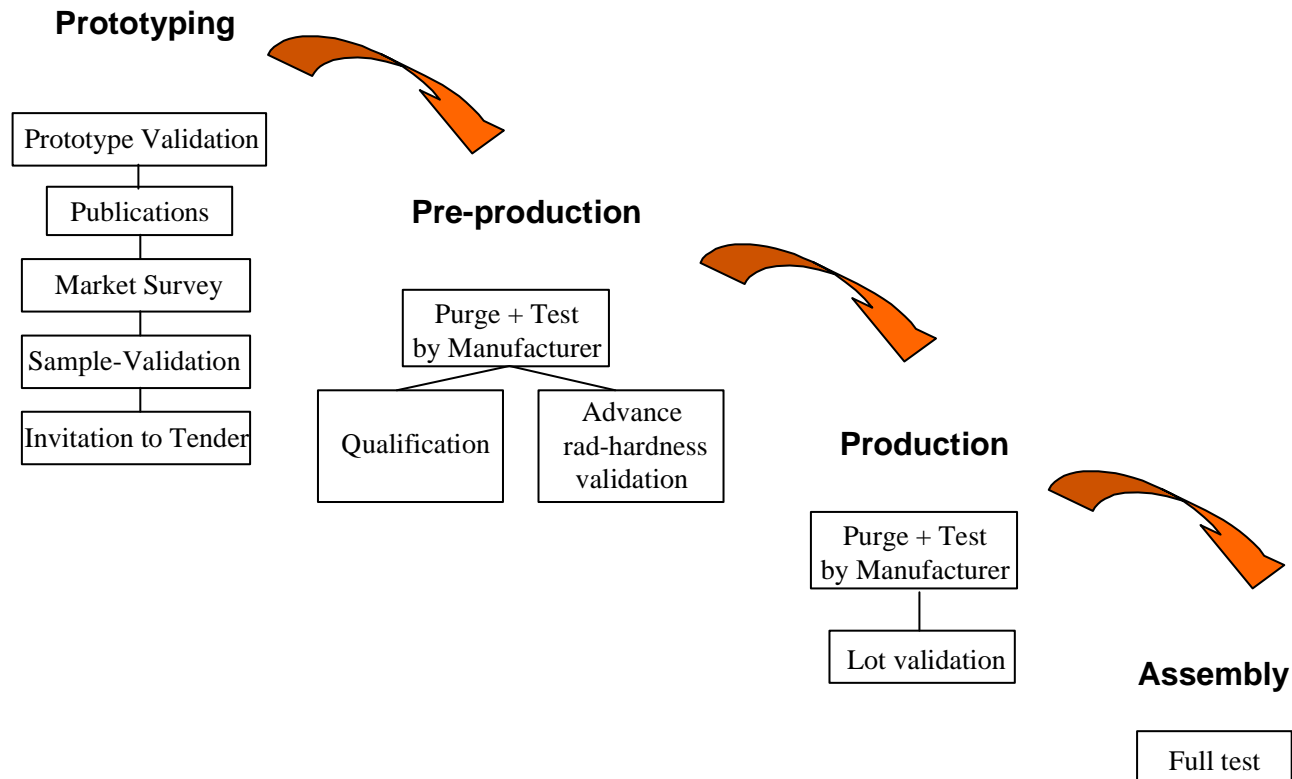 Prototyping
Prototype Validation
Publications
Market Survey
Sample-Validation
Invitation to Tender
Pre-production
Purge + Test
by Manufacturer
Qualification
Advance
rad-hardness
validation
Production
Purge + Test
by Manufacturer
Lot validation
Assembly
Full test